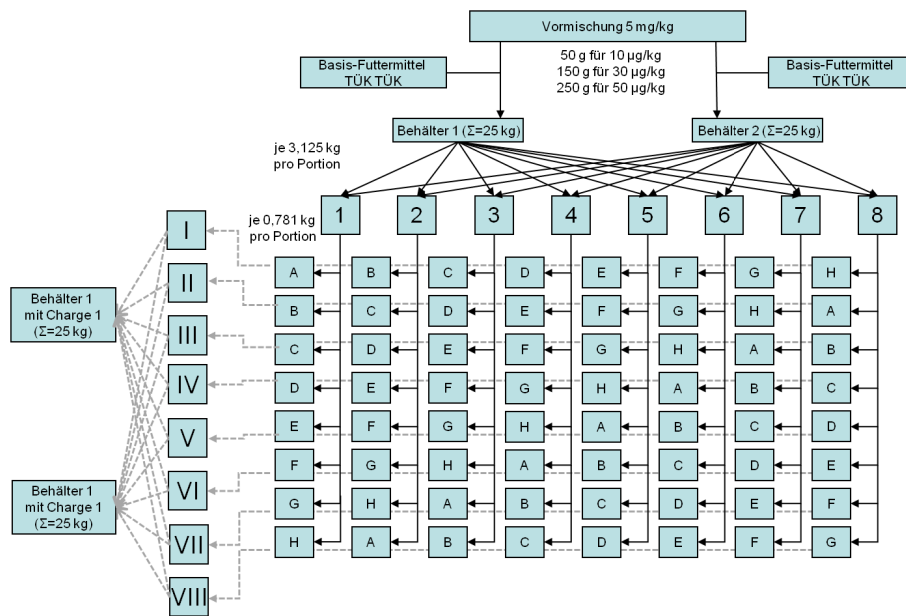 Vormischung 5 mg/kg
Basis-Futtermittel
TÜK TÜK
50 g für 10 µg/kg
150 g für 30 µg/kg
250 g für 50 µg/kg
Basis-Futtermittel
TÜK TÜK
Behälter 1 (Σ=25 kg)
Behälter 2 (Σ=25 kg)
je 3,125 kg
pro Portion
1 2 3 4 5 6 7 8
je 0,781 kg
pro Portion
I
II
III
IV
V
VI
VII
VIII
Behälter 1
mit Charge 1
(Σ=25 kg)
Behälter 1
mit Charge 1
(Σ=25 kg)
A B C D E F G H
B C D E F G H A
C D E F G H A B
D E F G H A B C
E F G H A B C D
F G H A B C D E
G H A B C D E F
H A B C D E F G